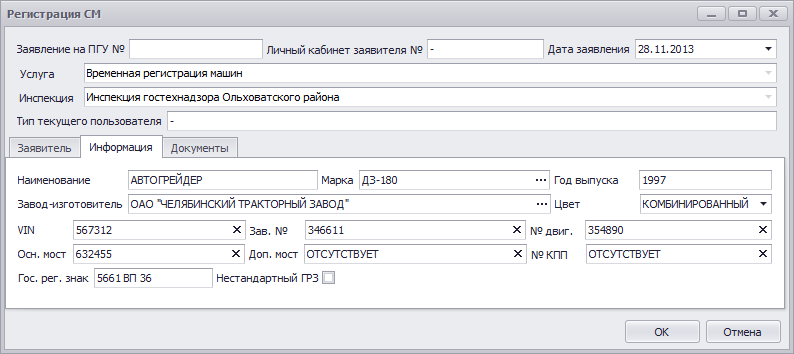 Регистрация СМ
Заявление на ПГУ № Личный кабинет заявителя № - Дата заявления 28.11.2013
Услуга Временная регистрация машин
Инспекция Инспекция гостехнадзора Ольховатского района
Тип текущего пользователя -
Заявитель Информация Документы
Наименование АВТОГРЕЙДЕР Марка ДЗ-180 ... Год выпуска 1997
Завод-изготовитель ОАО "ЧЕЛЯБИНСКИЙ ТРАКТОРНЫЙ ЗАВОД" ... Цвет КОМБИНИРОВАННЫЙ
VIN 567312 Зав. № 346611 № двиг. 354890
Осн. мост 632455 Доп. мост ОТСУТСТВУЕТ № КПП ОТСУТСТВУЕТ
Гос. рег. знак 5661 ВП 36 Нестандартный ГРЗ
ОК Отмена